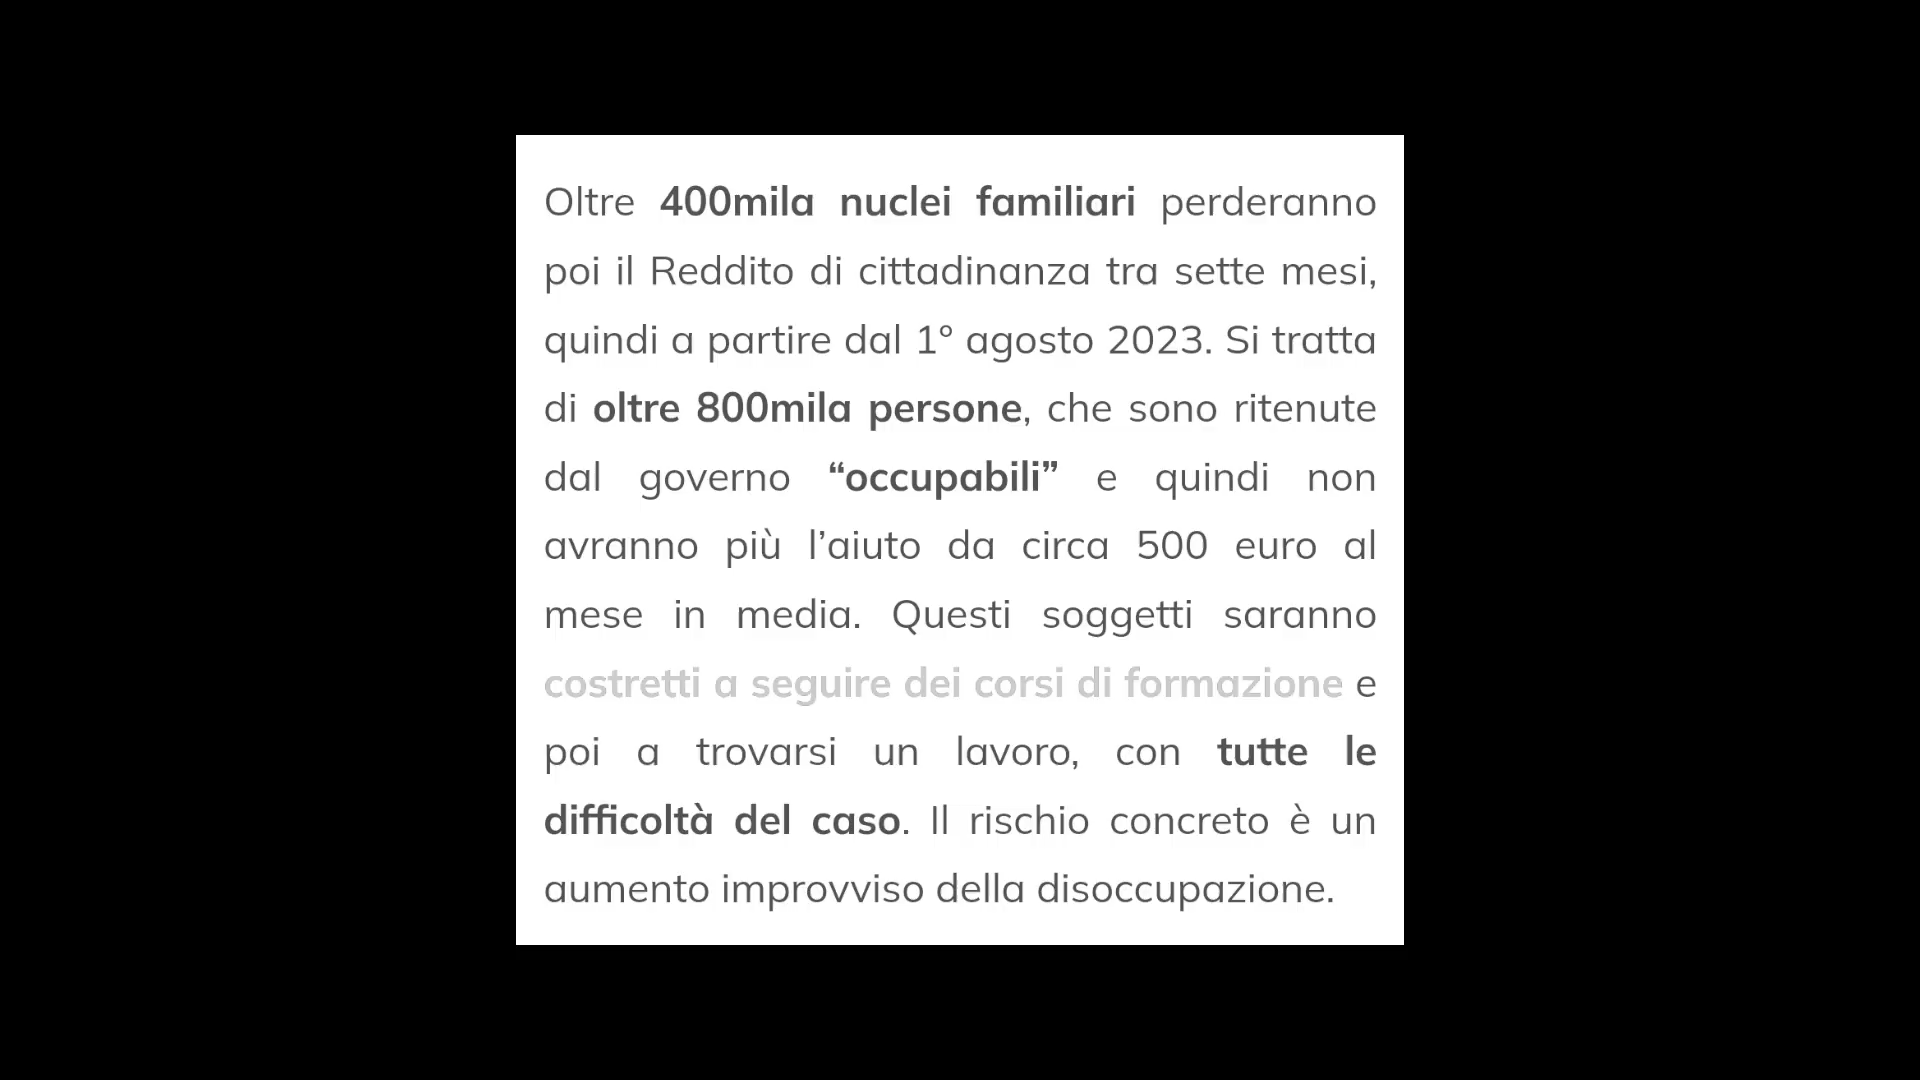 Oltre 400mila nuclei familiari perderanno
poi il Reddito di cittadinanza tra sette mesi,
quindi a partire dal 1° agosto 2023. Si tratta
di oltre 800mila persone, che sono ritenute
dal governo “occupabili” e quindi non
avranno più l’aiuto da circa 500 euro al
mese in media. Questi soggetti saranno
costretti a seguire dei corsi di formazione e
poi a trovarsi un lavoro, con tutte le
difficoltà del caso. Il rischio concreto è un
aumento improvviso della disoccupazione.